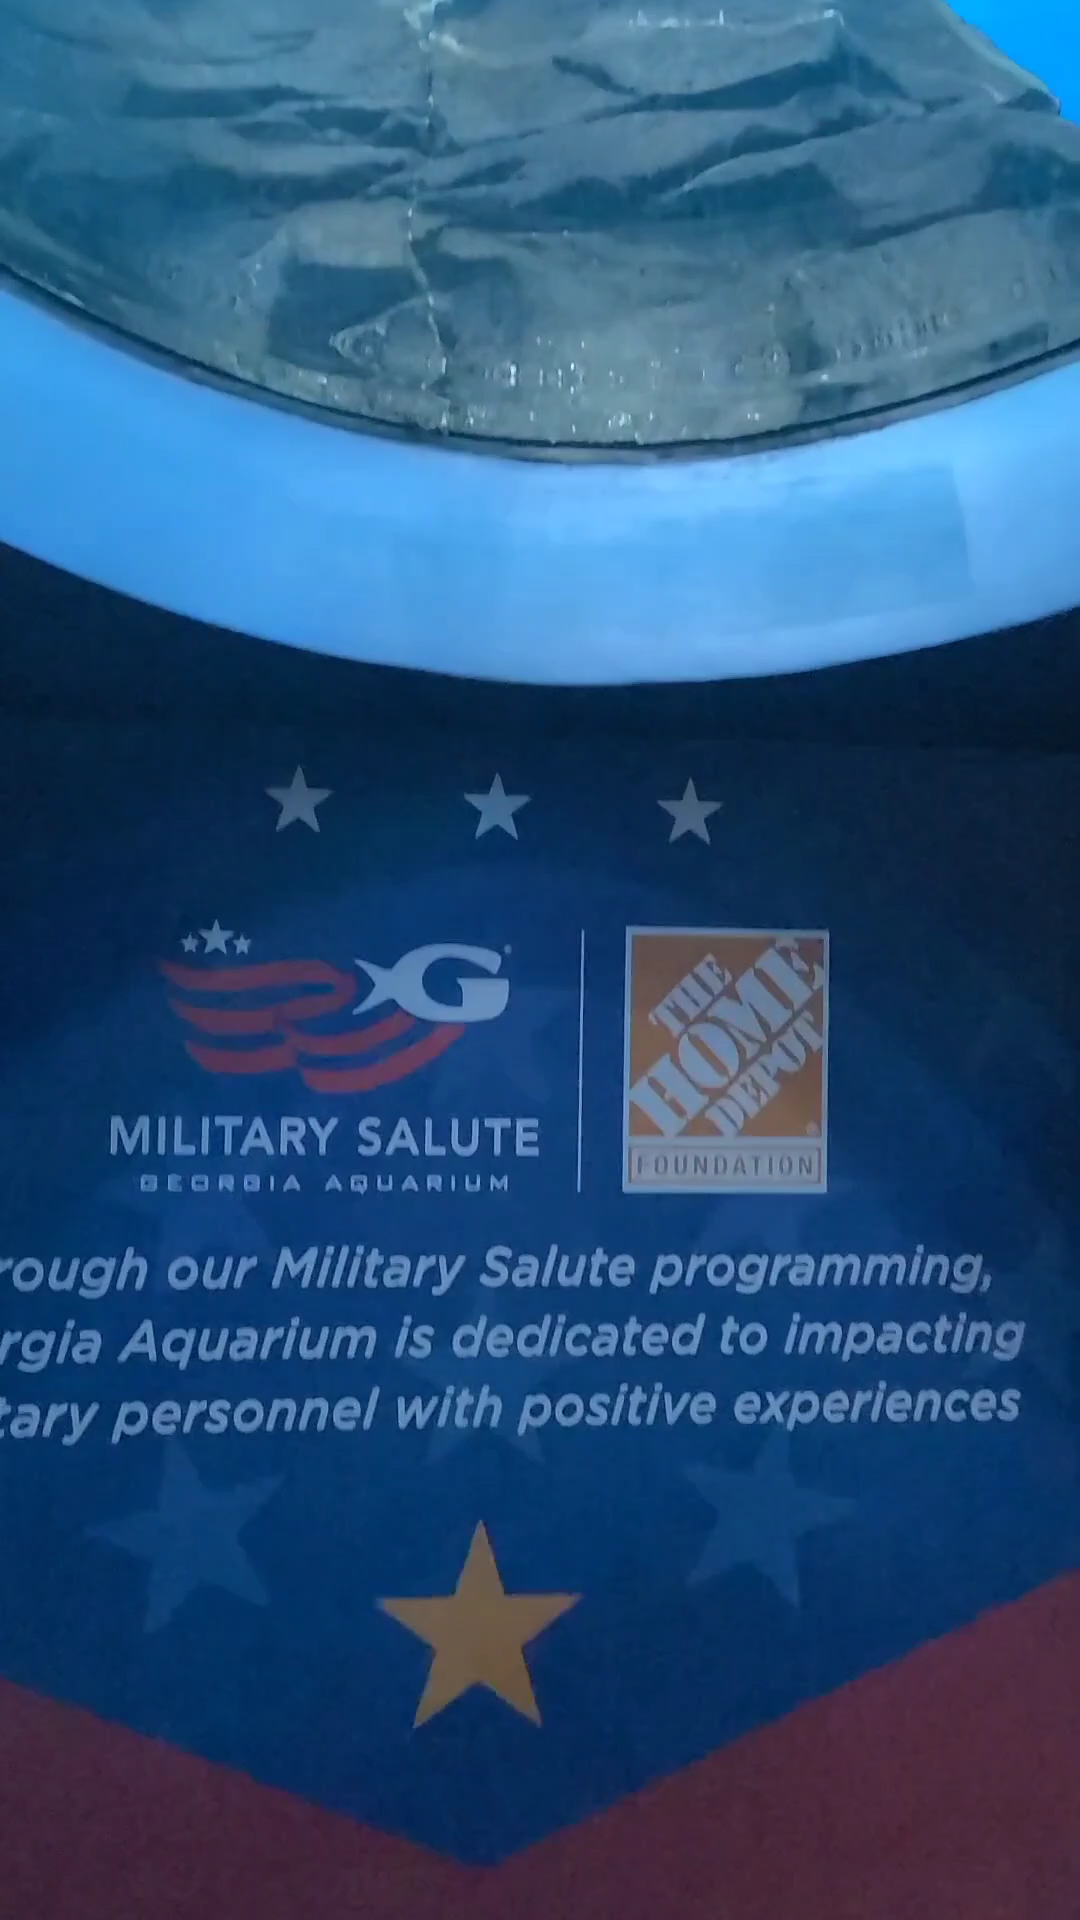 G
MILITARY SALUTE
GEORGIA AQUARIUM
THE
HOME
DEPOT
FOUNDATION
rough our Military Salute programming,
rgia Aquarium is dedicated to impacting
tary personnel with positive experiences